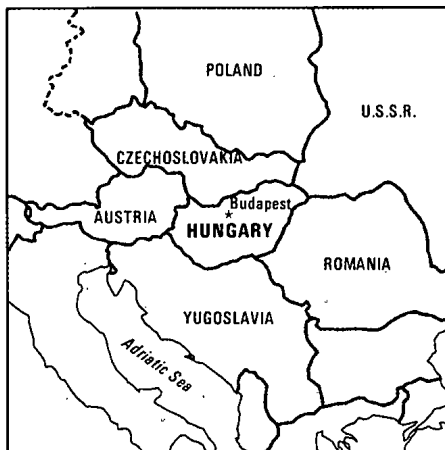 POLAND
U.S.S.R.
CZECHOSLOVAKIA
Budapest
AUSTRIA
*
HUNGARY
ROMANIA
YUGOSLAVIA
Adriatic Sea